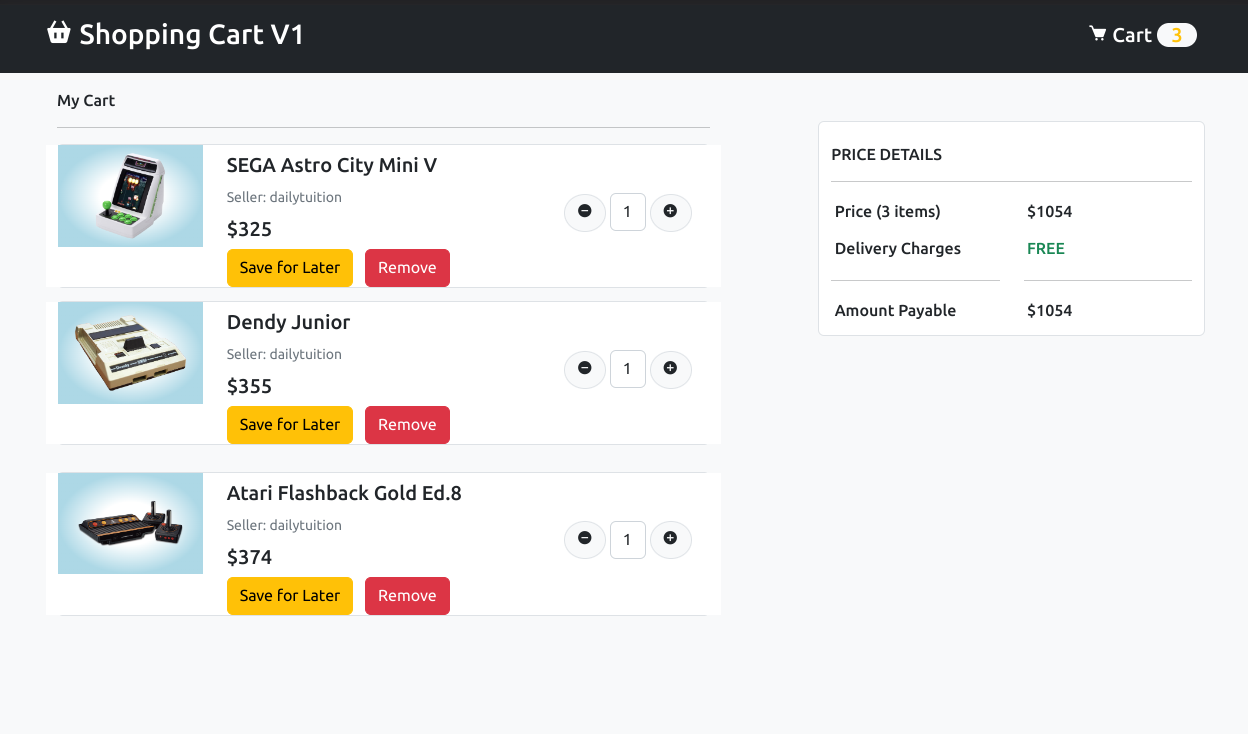 Shopping Cart V1
Cart 3
My Cart
SEGA Astro City Mini V
Seller: dailytuition
$325
Save for Later Remove
1
Dendy Junior
Seller: dailytuition
$355
Save for Later Remove
1
Atari Flashback Gold Ed.8
Seller: dailytuition
$374
Save for Later Remove
1
PRICE DETAILS
Price (3 items) $1054
Delivery Charges FREE
Amount Payable $1054